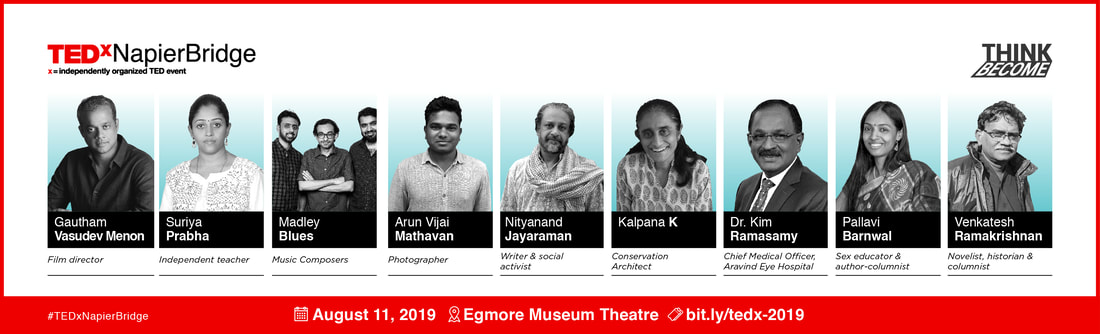 TEDxNapierBridge
x = independently organized TED event
THINK
BECOME
Gautham
Vasudev Menon
Film director
Suriya
Prabha
Independent teacher
Madley
Blues
Music Composers
Arun Vijai
Mathavan
Photographer
Nityanand
Jayaraman
Writer & social
activist
Kalpana K
Conservation
Architect
Dr. Kim
Ramasamy
Chief Medical Officer,
Aravind Eye Hospital
Pallavi
Barnwal
Sex educator &
author-columnist
Venkatesh
Ramakrishnan
Novelist, historian &
columnist
#TEDxNapierBridge
August 11, 2019
Egmore Museum Theatre
bit.ly/tedx-2019